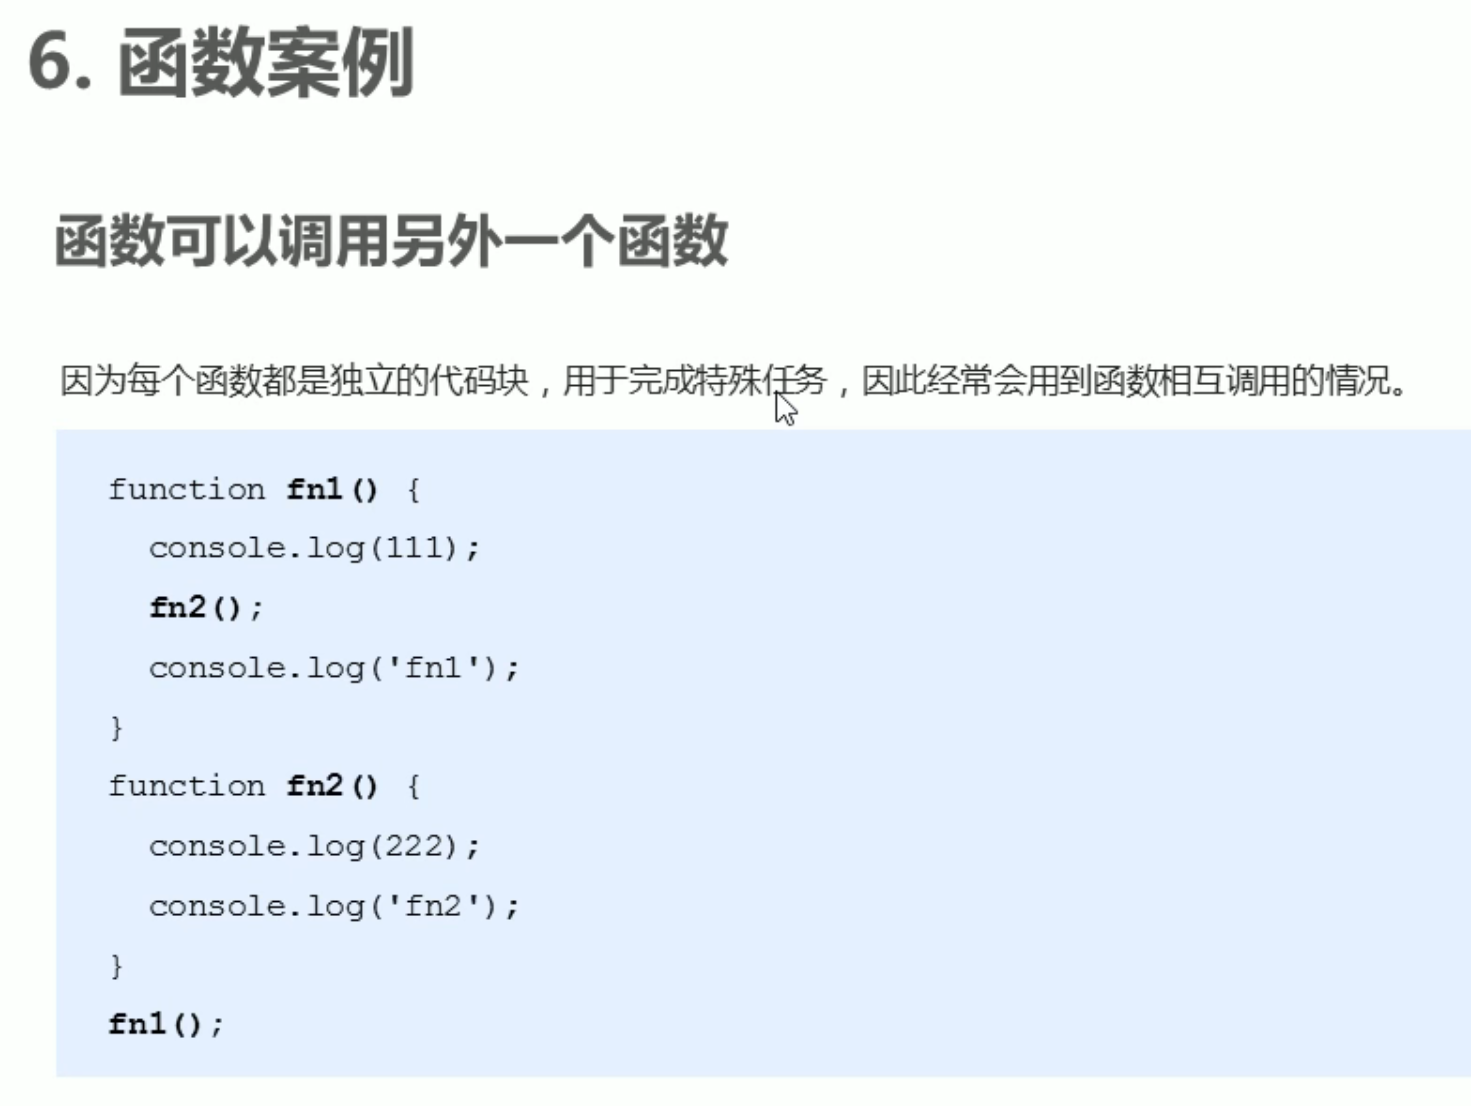 6. 函数案例
函数可以调用另外一个函数
因为每个函数都是独立的代码块，用于完成特殊任务，因此经常会用到函数相互调用的情况。
function fn1() {
  console.log(111);
  fn2();
  console.log('fn1');
}
function fn2() {
  console.log(222);
  console.log('fn2');
}
fn1();